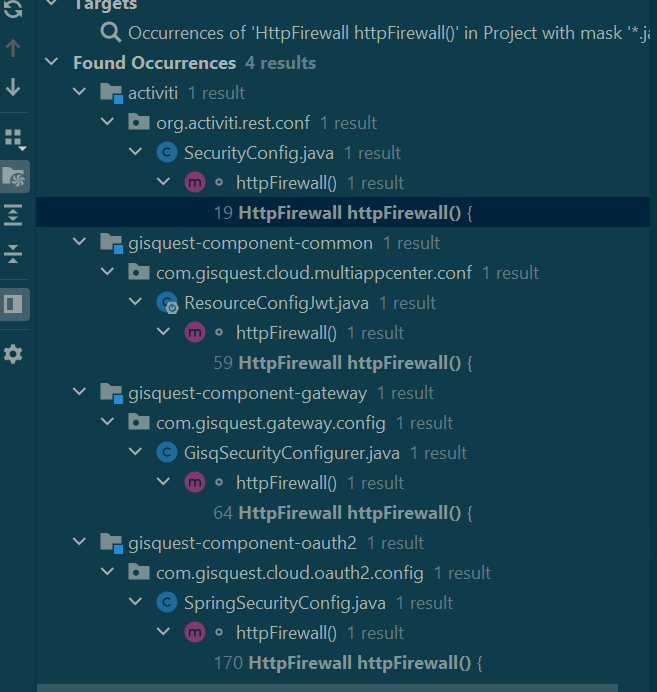 Targets
Occurrences of 'HttpFirewall httpFirewall()' in Project with mask '*.ja
Found Occurrences 4 results
activiti 1 result
org.activiti.rest.conf 1 result
SecurityConfig.java 1 result
httpFirewall() 1 result
19 HttpFirewall httpFirewall() {
gisquest-component-common 1 result
com.gisquest.cloud.multiappcenter.conf 1 result
ResourceConfigJwt.java 1 result
httpFirewall() 1 result
59 HttpFirewall httpFirewall() {
gisquest-component-gateway 1 result
com.gisquest.gateway.config 1 result
GisqSecurityConfigurer.java 1 result
httpFirewall() 1 result
64 HttpFirewall httpFirewall() {
gisquest-component-oauth2 1 result
com.gisquest.cloud.oauth2.config 1 result
SpringSecurityConfig.java 1 result
httpFirewall() 1 result
170 HttpFirewall httpFirewall() {